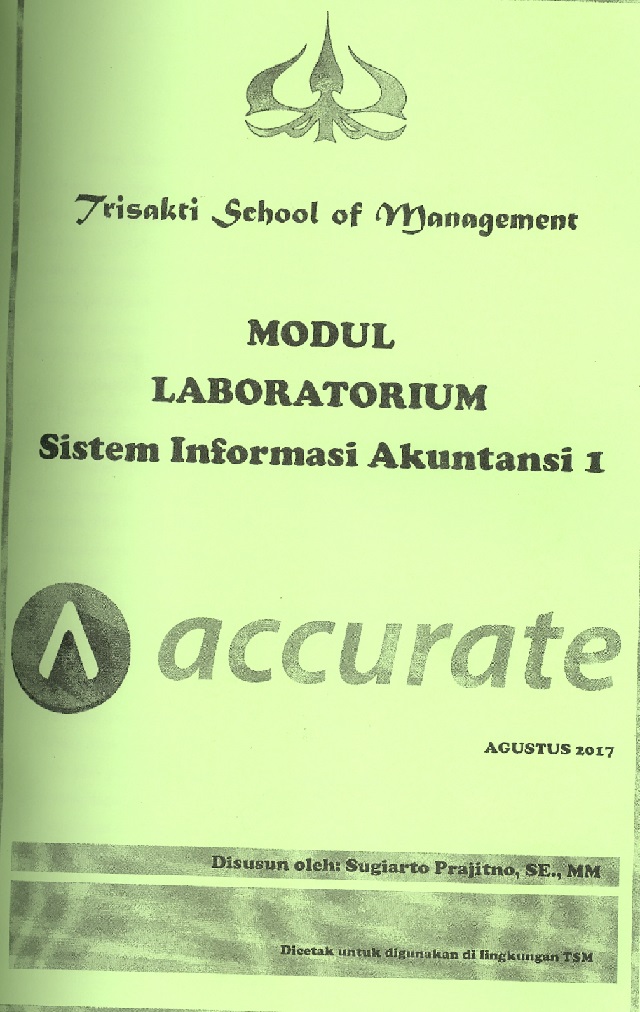 Trisakti School of Management
MODUL
LABORATORIUM
Sistem Informasi Akuntansi 1
accurate
AGUSTUS 2017
Disusun oleh: Sugiarto Prajitno, SE., MM
Dicetak untuk digunakan di lingkungan TSM